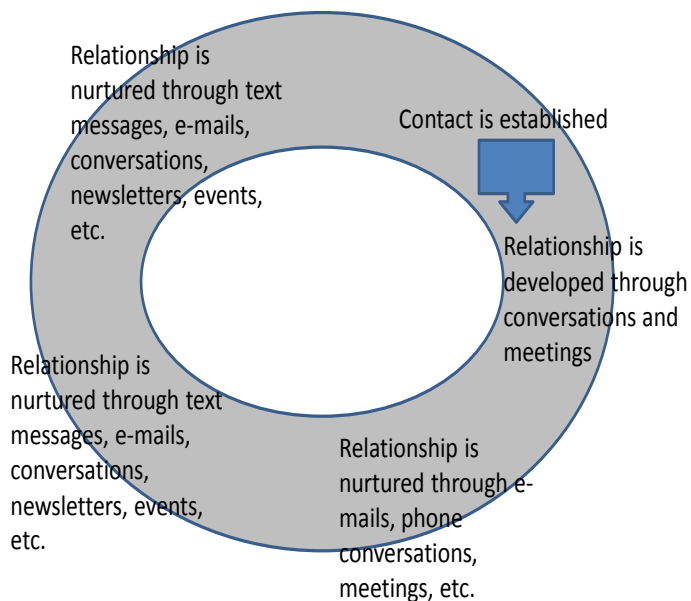 Contact is established
Relationship is
developed through
conversations and
meetings
Relationship is
nurtured through e-
mails, phone
conversations,
meetings, etc.
Relationship is
nurtured through text
messages, e-mails,
conversations,
newsletters, events,
etc.
Relationship is
nurtured through text
messages, e-mails,
conversations,
newsletters, events,
etc.